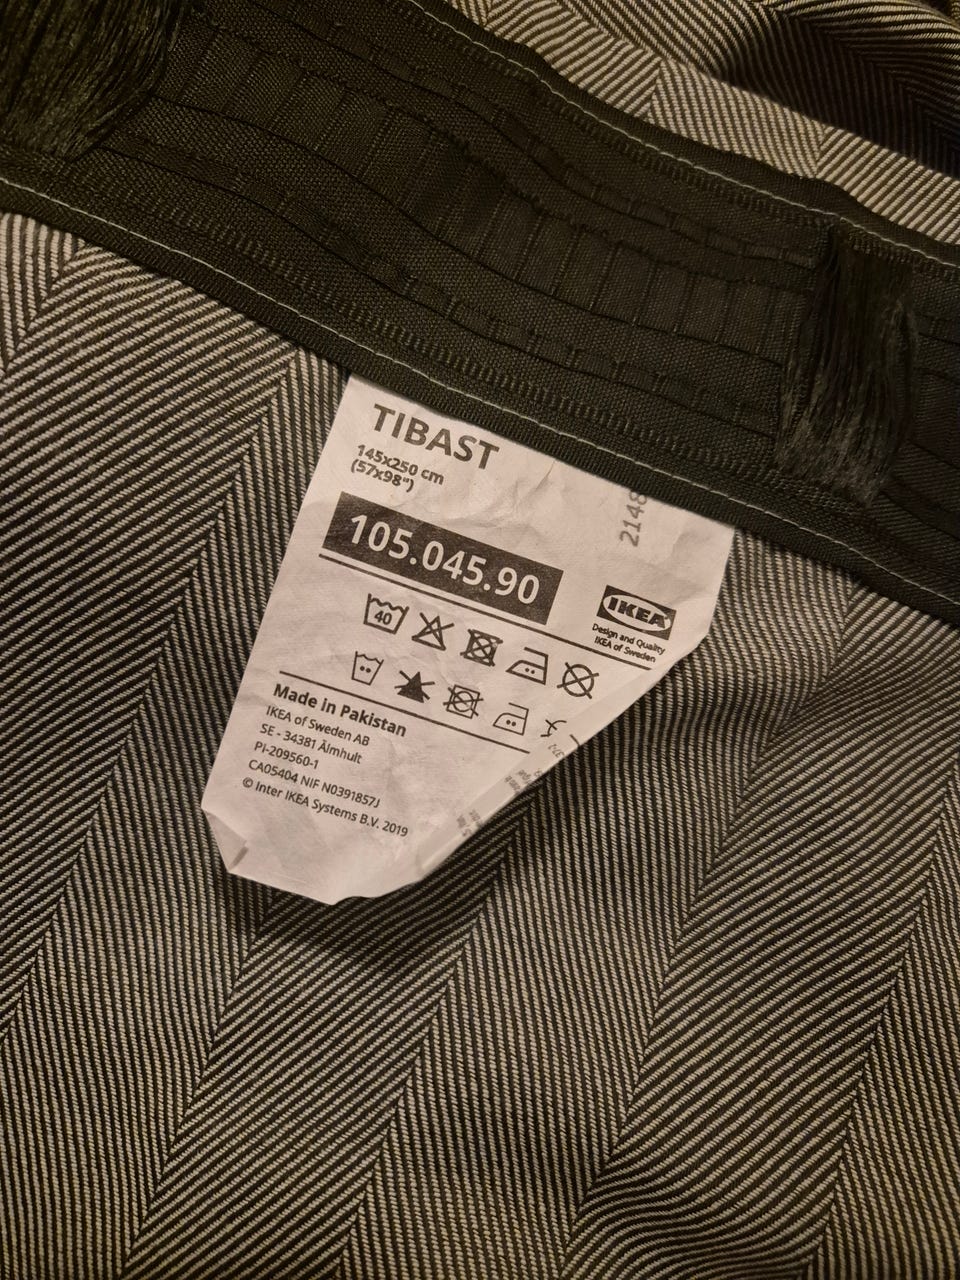 TIBAST
145x250 cm
(57x98")
2148
105.045.90
IKEA
Design and Quality
IKEA of Sweden
40
Made in Pakistan
IKEA of Sweden AB
SE - 34381 Älmhult
PI-209560-1
CA05404 NIF N0391857J
© Inter IKEA Systems B.V. 2019